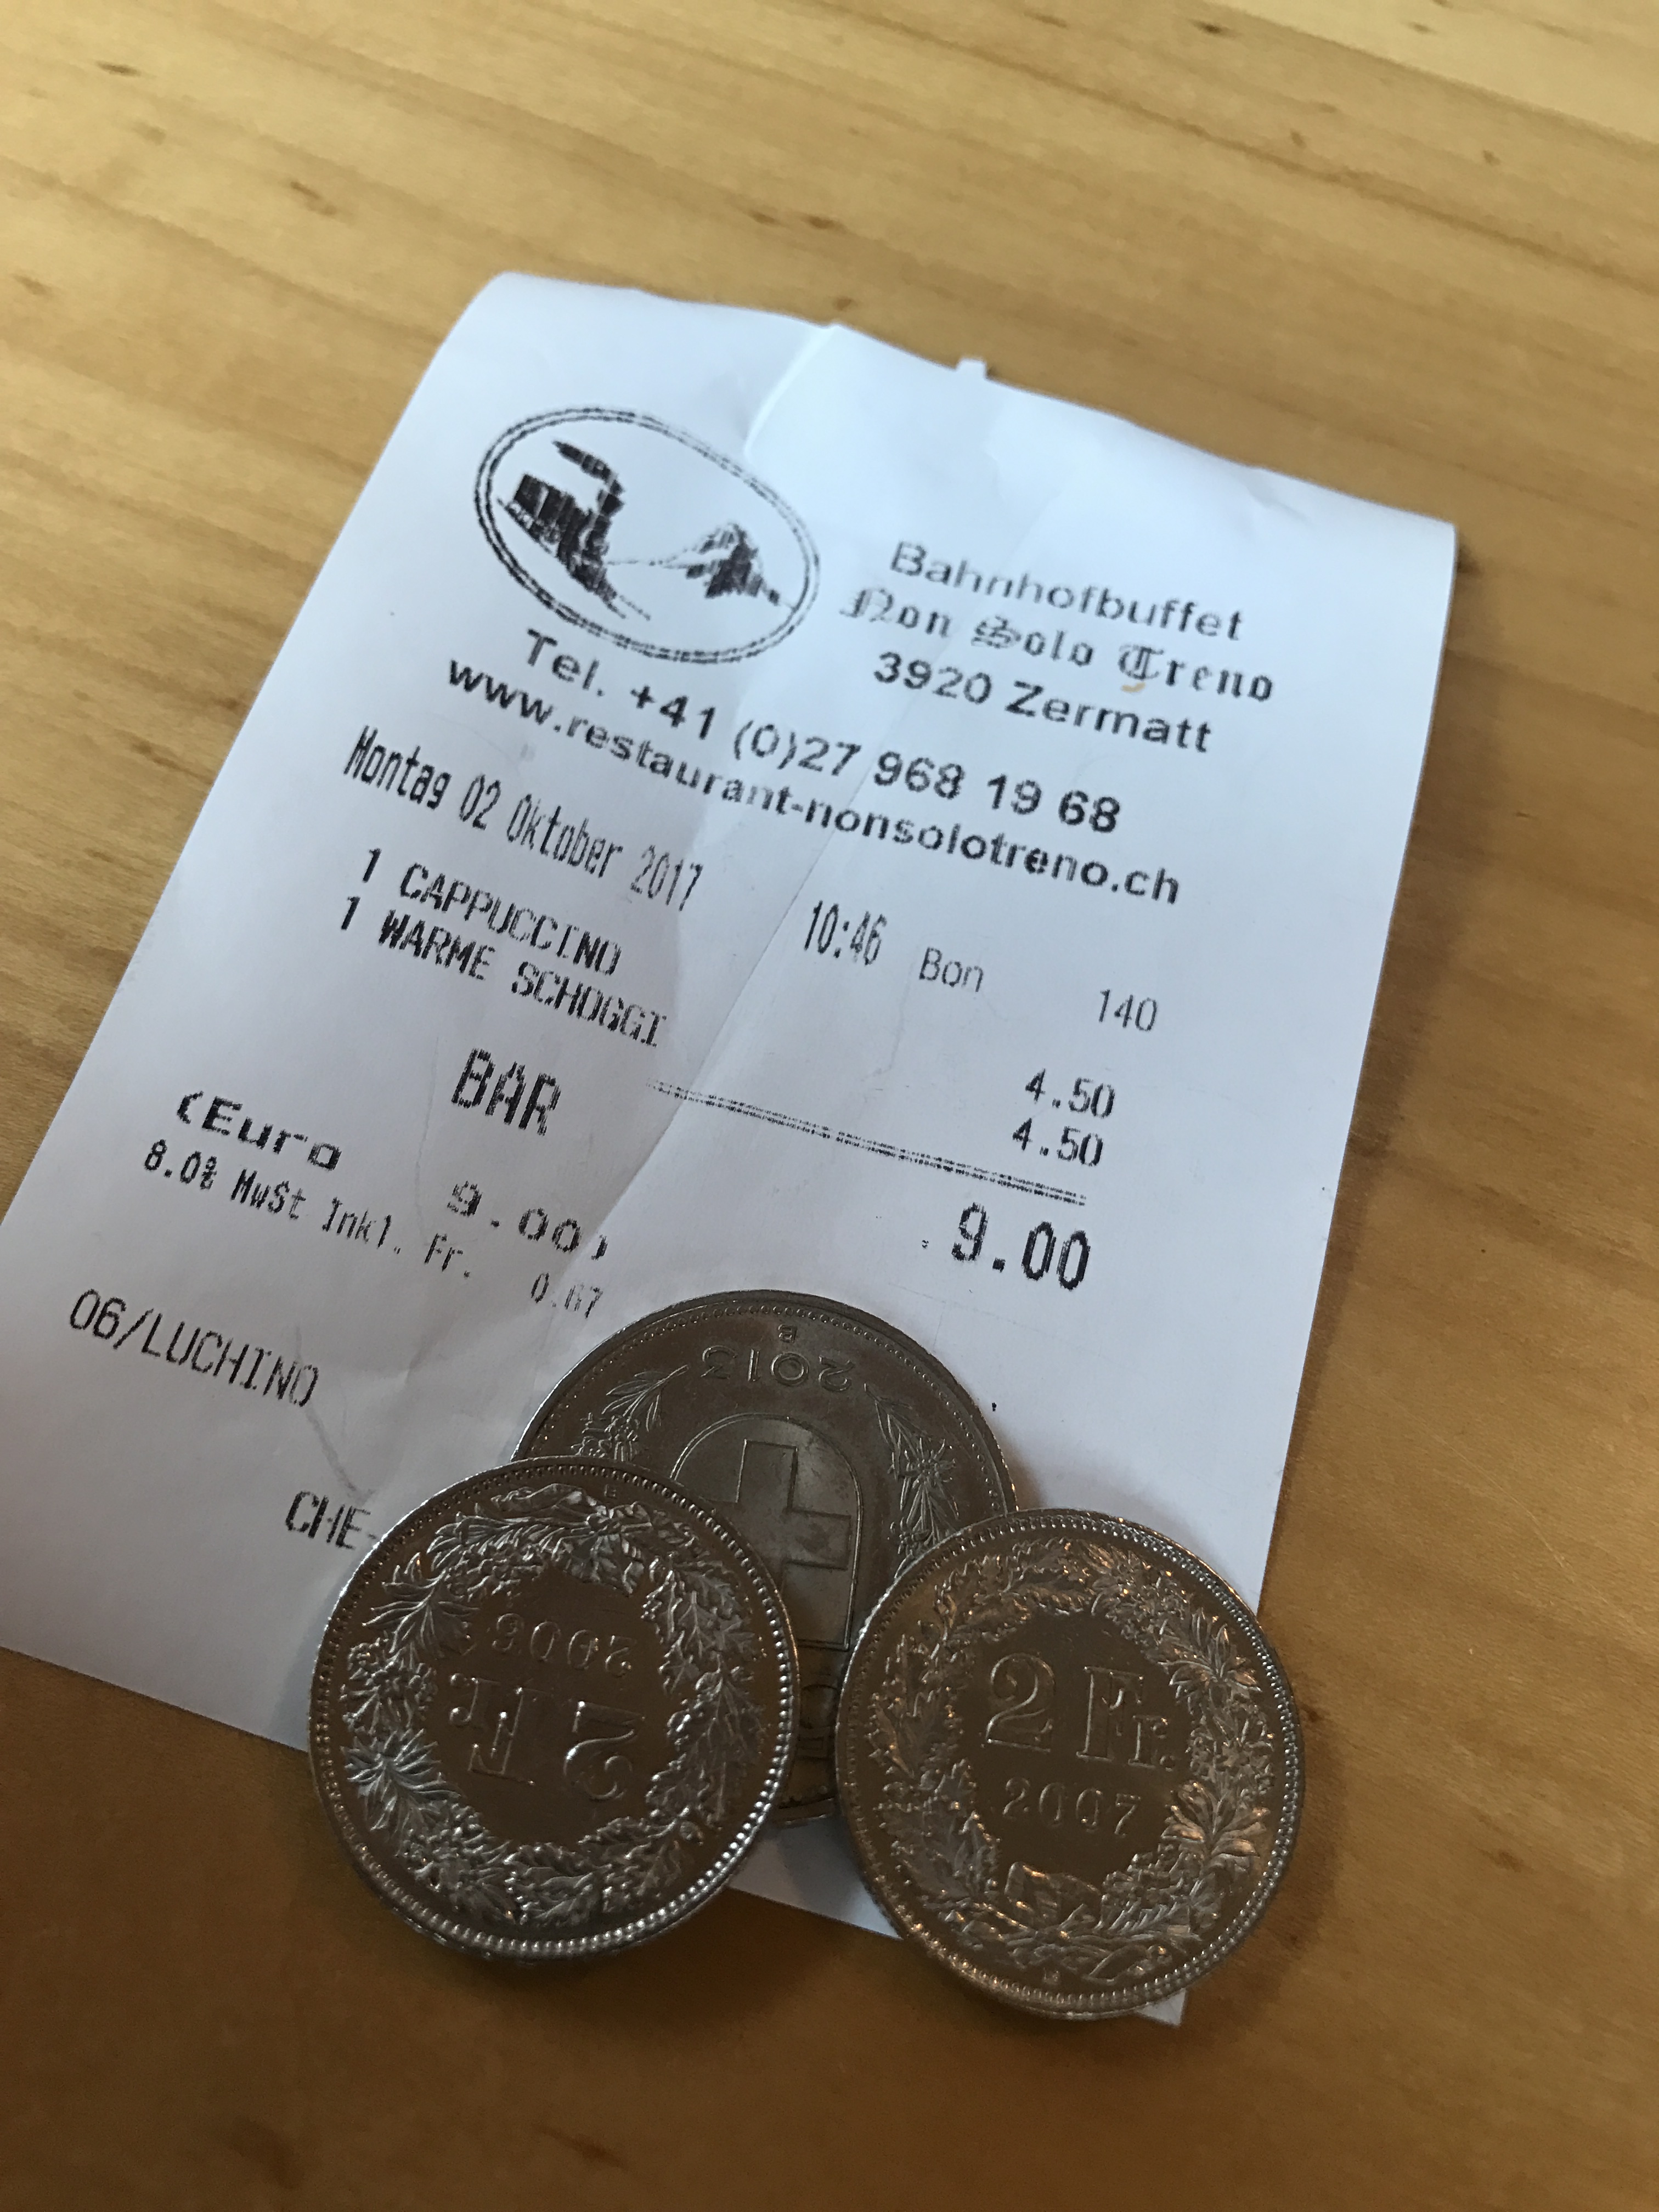 Bahnhofbuffet
Non Solo Treno
3920 Zermatt
Tel. +41 (0)27 968 19 68
www.restaurant-nonsolotreno.ch
Montag 02 Oktober 2017 10:46 Bon 140
1 CAPPUCCINO 4.50
1 WARME SCHOGGI 4.50
BAR 9.00
(Euro 9.00)
8.0% MwSt Inkl. Fr. 0.67
06/LUCHINO
CHE-
2013
B
2 Fr.
2006
B
2 Fr.
2007
B